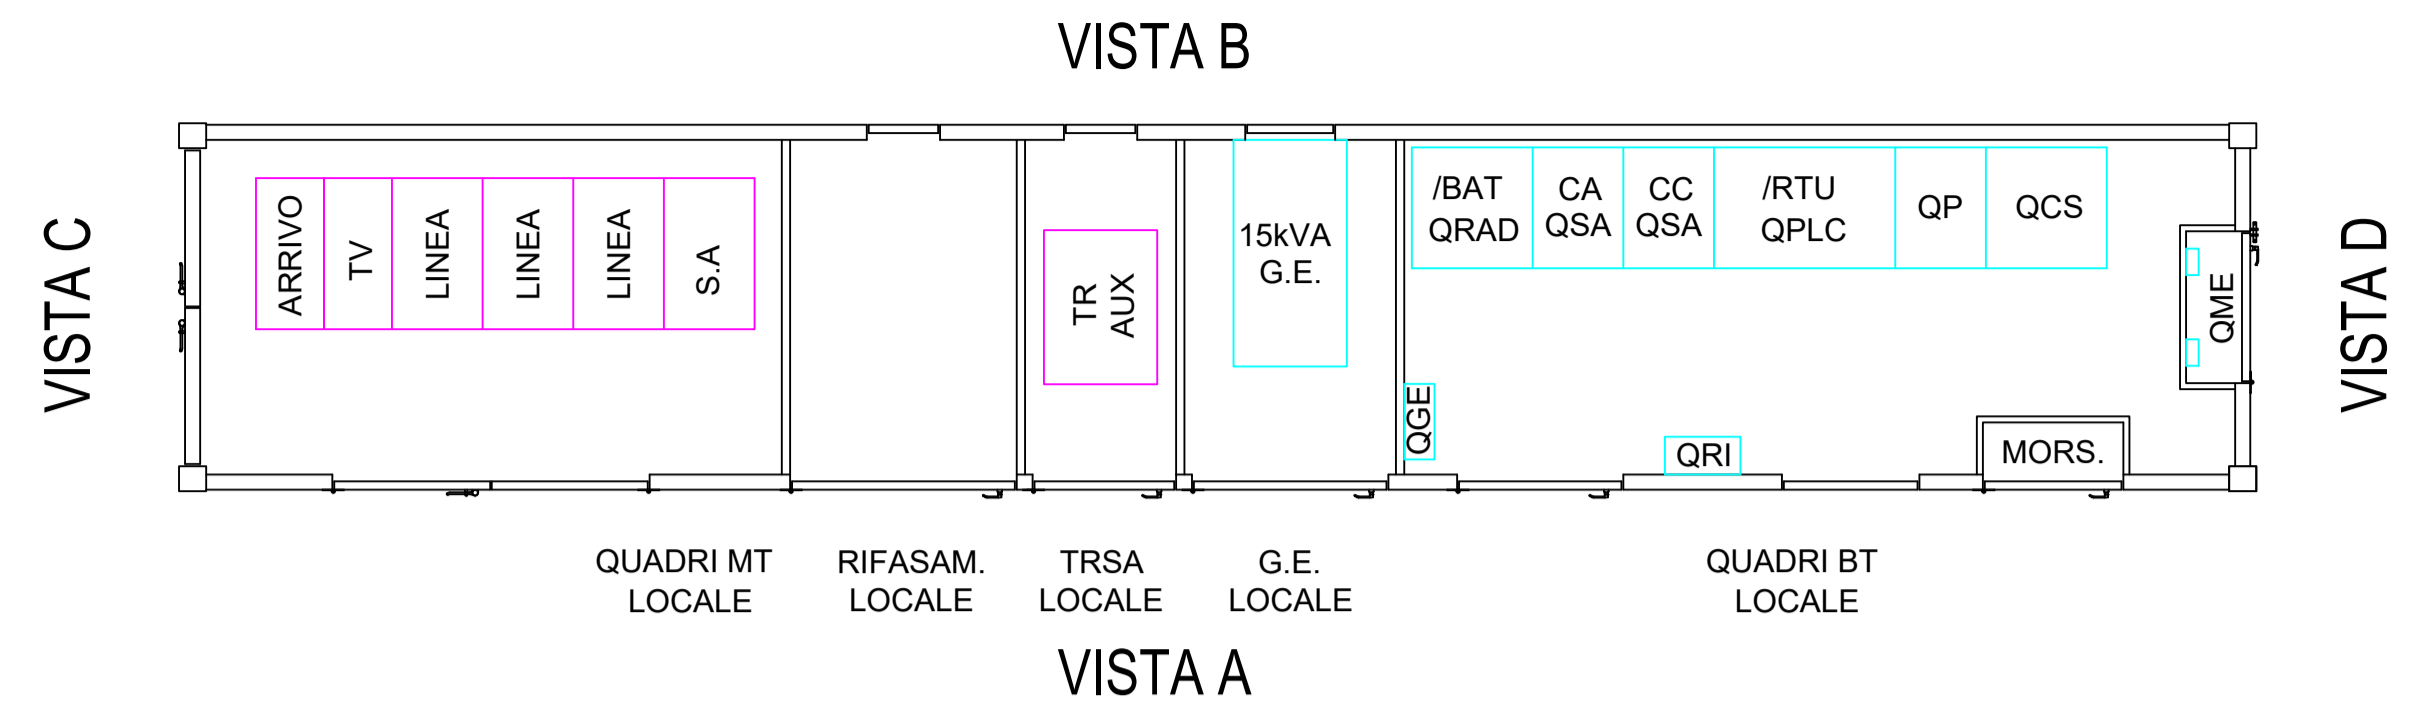 VISTA B
VISTA C
ARRIVO
TV
LINEA
LINEA
LINEA
S.A
TR
AUX
15kVA
G.E.
/BAT
QRAD
CA
QSA
CC
QSA
/RTU
QPLC
QP
QCS
QME
VISTA D
QGE
QRI
MORS.
QUADRI MT
LOCALE
RIFASAM.
LOCALE
TRSA
LOCALE
G.E.
LOCALE
QUADRI BT
LOCALE
VISTA A